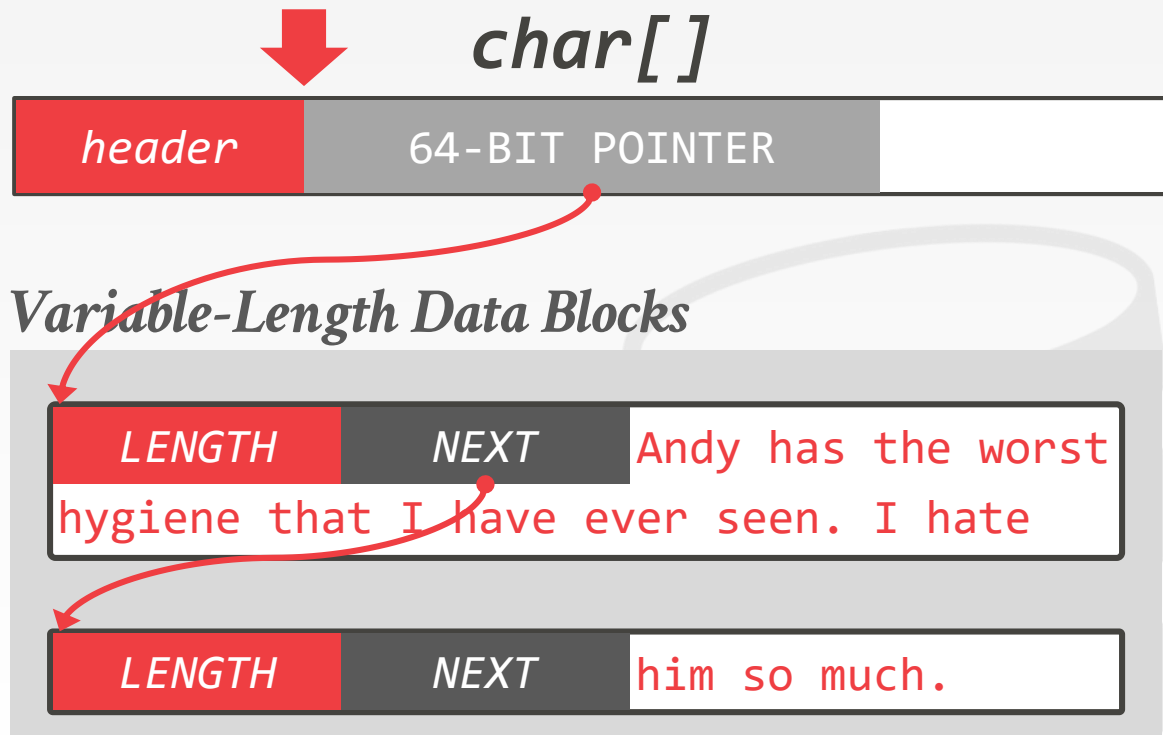 char[]
header 64-BIT POINTER
Variable-Length Data Blocks
LENGTH NEXT Andy has the worst
hygiene that I have ever seen. I hate
LENGTH NEXT him so much.